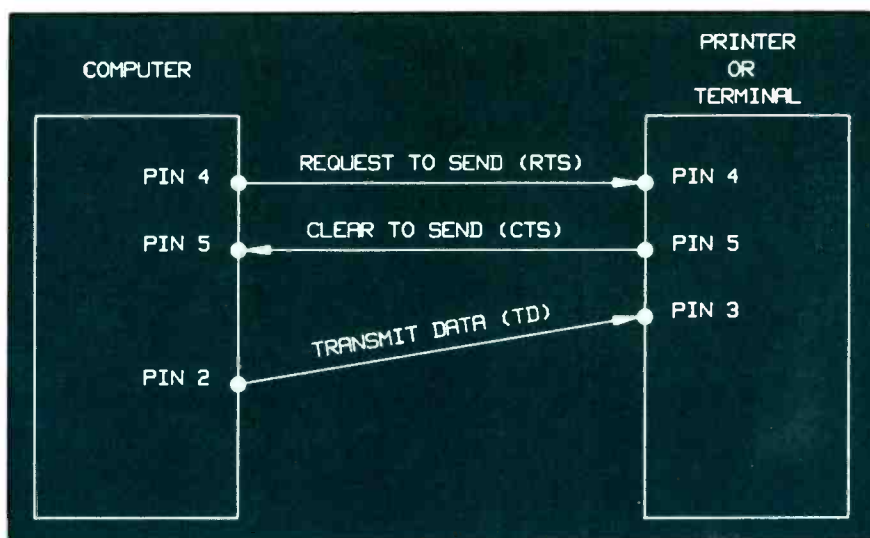 COMPUTER
PRINTER
OR
TERMINAL
PIN 4
REQUEST TO SEND (RTS)
PIN 4
PIN 5
CLEAR TO SEND (CTS)
PIN 5
TRANSMIT DATA (TD)
PIN 3
PIN 2